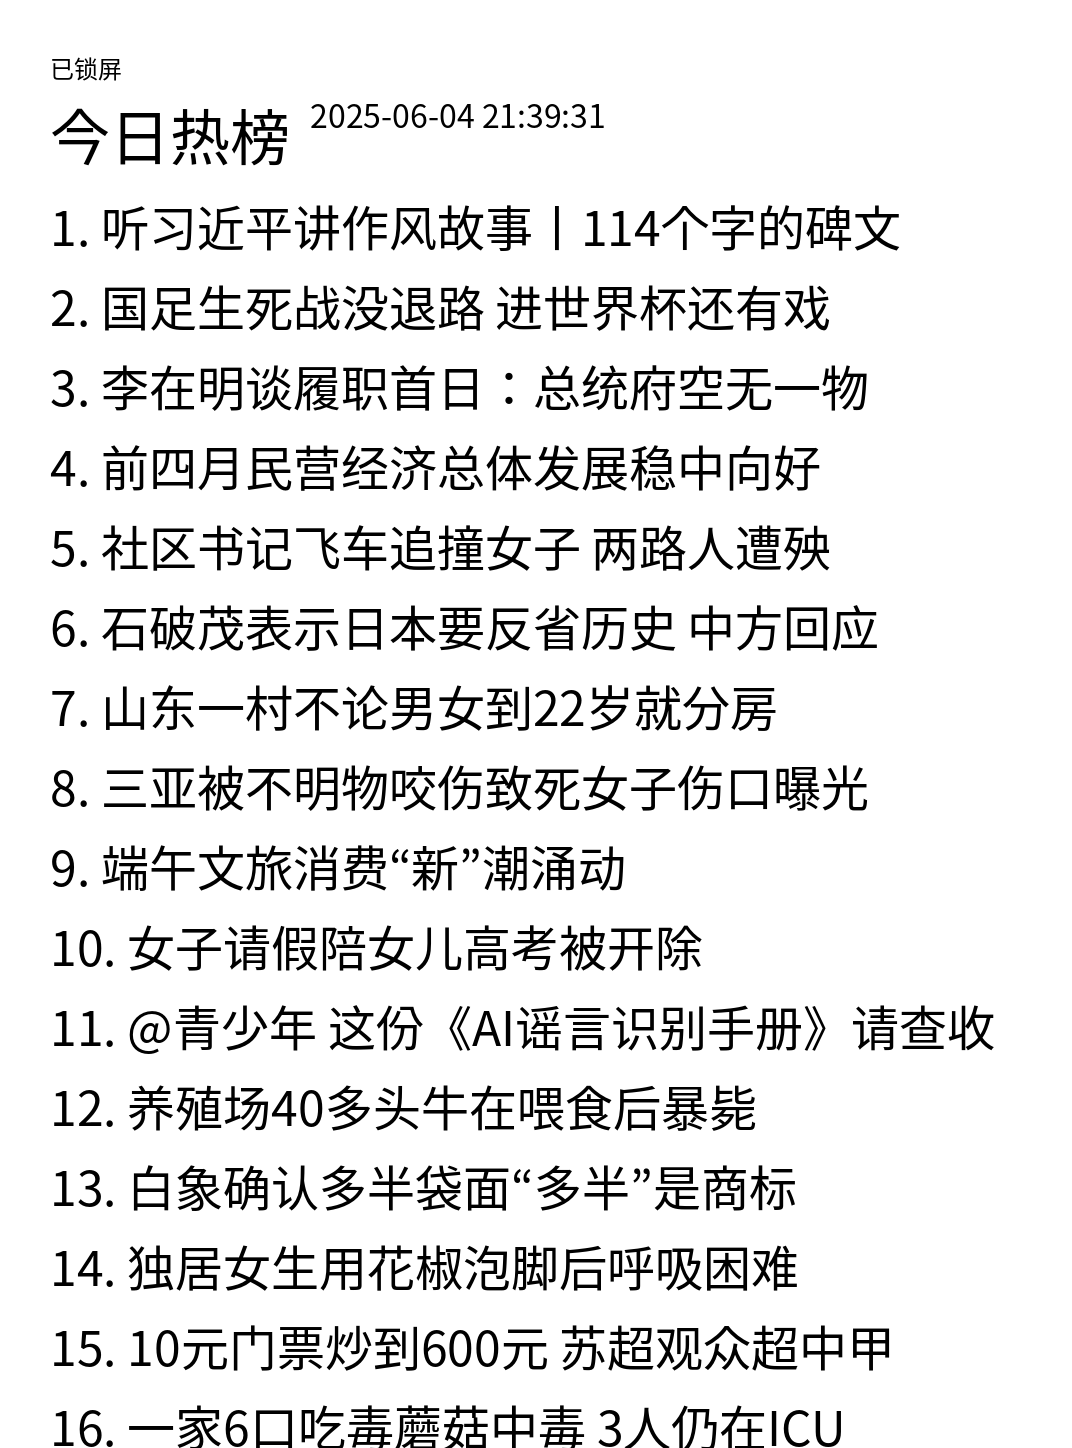 已锁屏
今日热榜 2025-06-04 21:39:31
1. 听习近平讲作风故事丨114个字的碑文
2. 国足生死战没退路 进世界杯还有戏
3. 李在明谈履职首日：总统府空无一物
4. 前四月民营经济总体发展稳中向好
5. 社区书记飞车追撞女子 两路人遭殃
6. 石破茂表示日本要反省历史 中方回应
7. 山东一村不论男女到22岁就分房
8. 三亚被不明物咬伤致死女子伤口曝光
9. 端午文旅消费“新”潮涌动
10. 女子请假陪女儿高考被开除
11. @青少年 这份《AI谣言识别手册》请查收
12. 养殖场40多头牛在喂食后暴毙
13. 白象确认多半袋面“多半”是商标
14. 独居女生用花椒泡脚后呼吸困难
15. 10元门票炒到600元 苏超观众超中甲
16. 一家6口吃毒蘑菇中毒 3人仍在ICU